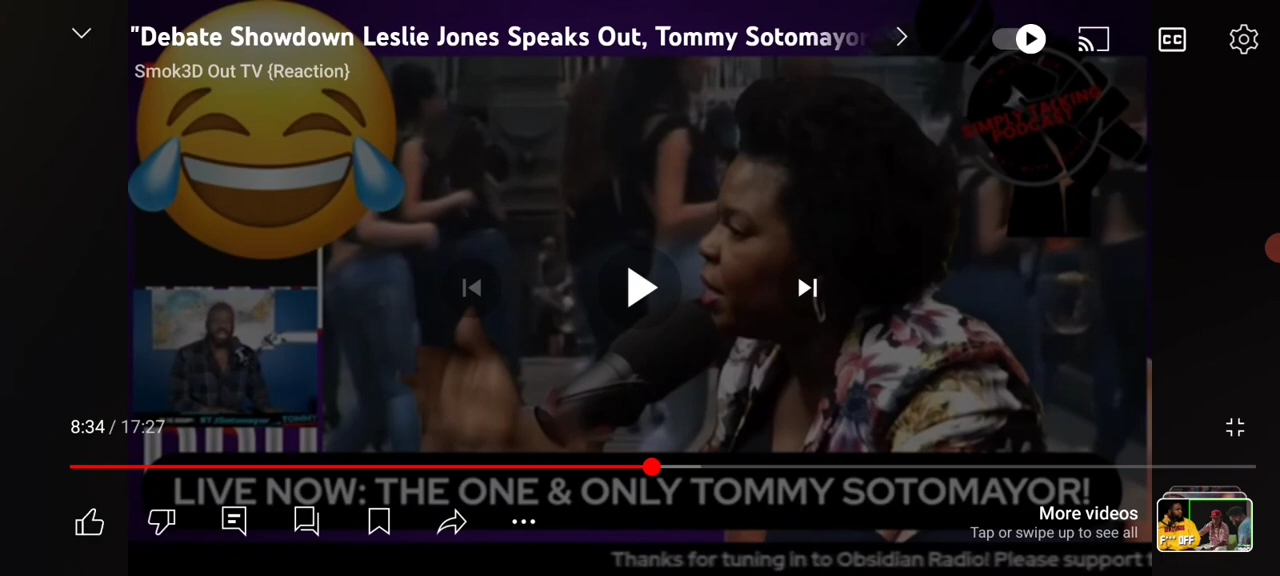 "Debate Showdown Leslie Jones Speaks Out, Tommy Sotomayor
Smok3D Out TV {Reaction}
CC
SIMPLY TALKING
PODCAST
8:34 / 17:27
LIVE NOW: THE ONE & ONLY TOMMY SOTOMAYOR!
More videos
Tap or swipe up to see all
F*** OFF
Thanks for tuning in to Obsidian Radio! Please support